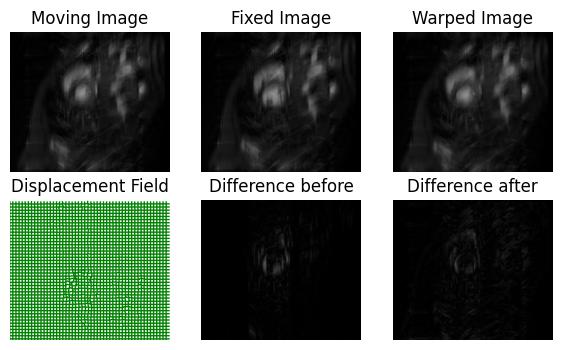 Moving Image
Fixed Image
Warped Image
Displacement Field
Difference before
Difference after